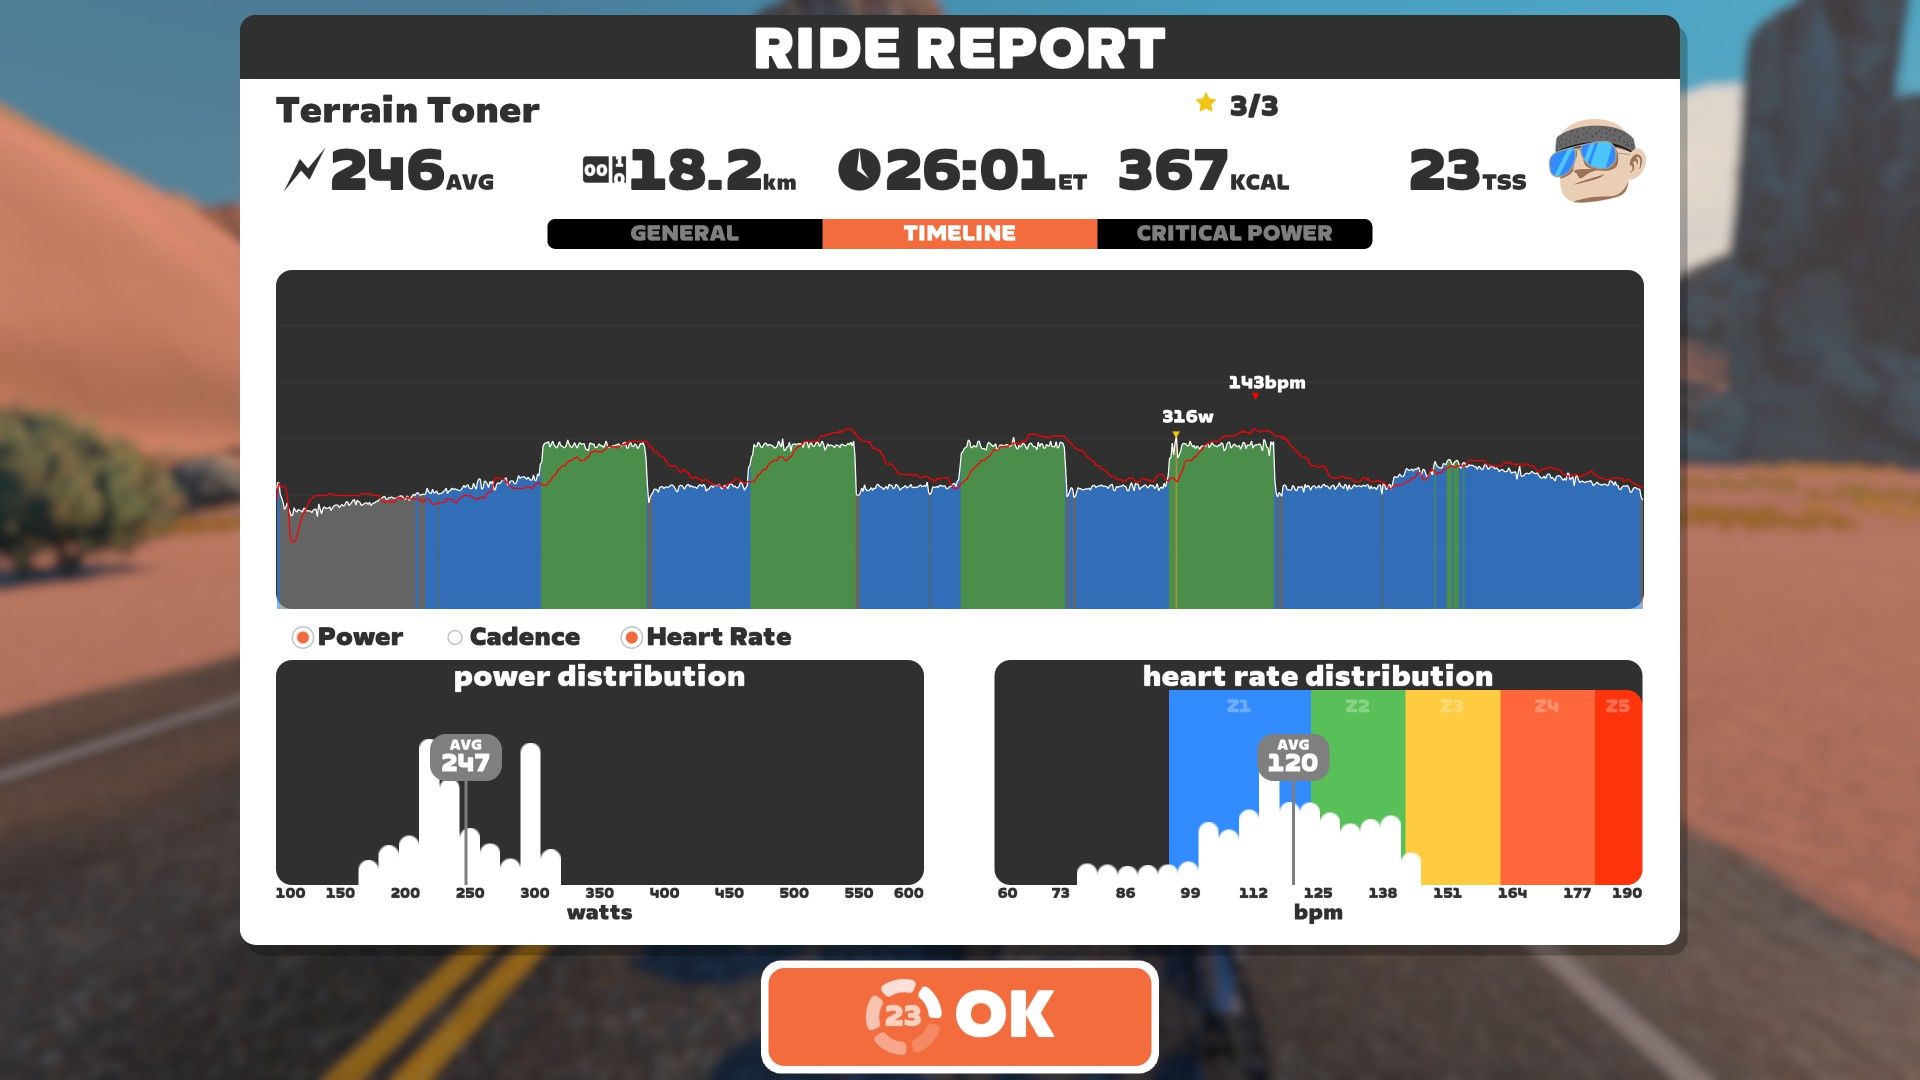 RIDE REPORT
Terrain Toner
3/3
246AVG
18.2km
26:01ET
367KCAL
23TSS
GENERAL
TIMELINE
CRITICAL POWER
143bpm
316w
Power
Cadence
Heart Rate
power distribution
AVG
247
100 150 200 250 300 350 400 450 500 550 600
watts
heart rate distribution
Z1 Z2 Z3 Z4 Z5
AVG
120
60 73 86 99 112 125 138 151 164 177 190
bpm
23 OK